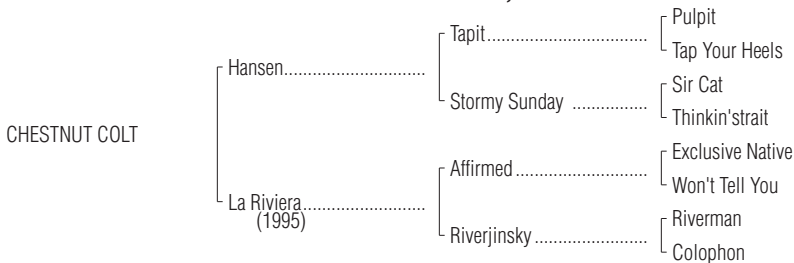 Pulpit
Tapit
Tap Your Heels
Hansen
Sir Cat
Stormy Sunday
Thinkin'strait
CHESTNUT COLT
Exclusive Native
Affirmed
Won't Tell You
La Riviera
(1995)
Riverman
Riverjinsky
Colophon